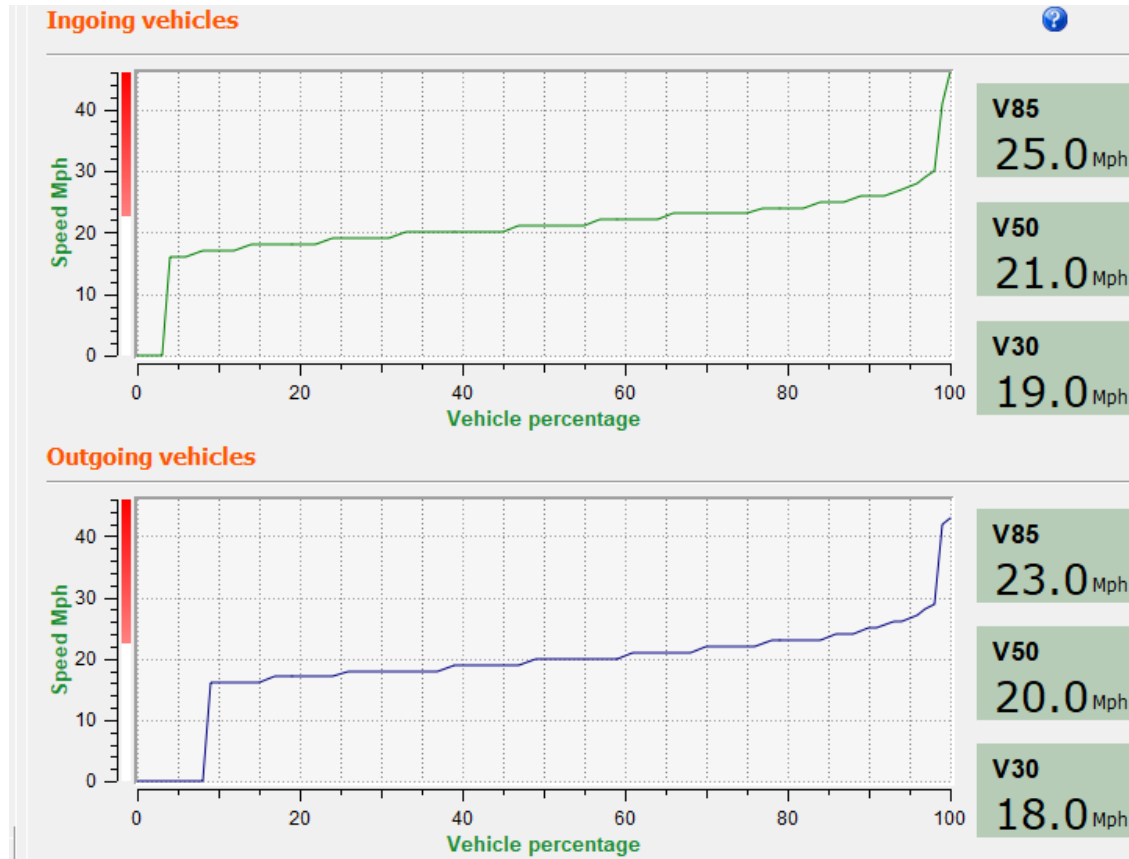 Ingoing vehicles
?
40
30
20
10
0
Speed Mph
0 20 40 60 80 100
Vehicle percentage
V85
25.0 Mph
V50
21.0 Mph
V30
19.0 Mph
Outgoing vehicles
40
30
20
10
0
Speed Mph
0 20 40 60 80 100
Vehicle percentage
V85
23.0 Mph
V50
20.0 Mph
V30
18.0 Mph